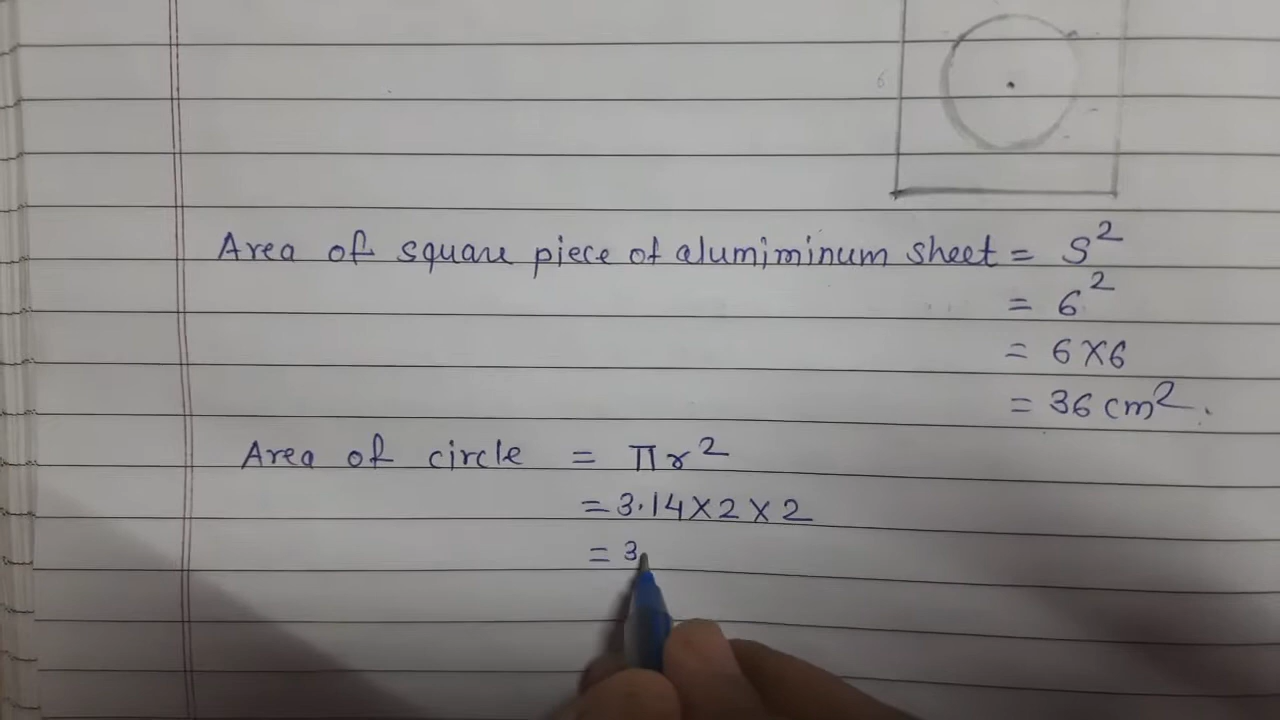 6
Area of square piece of alumiminum sheet = S²
= 6²
= 6×6
= 36 cm².
Area of circle = πr²
= 3.14×2×2
= 3